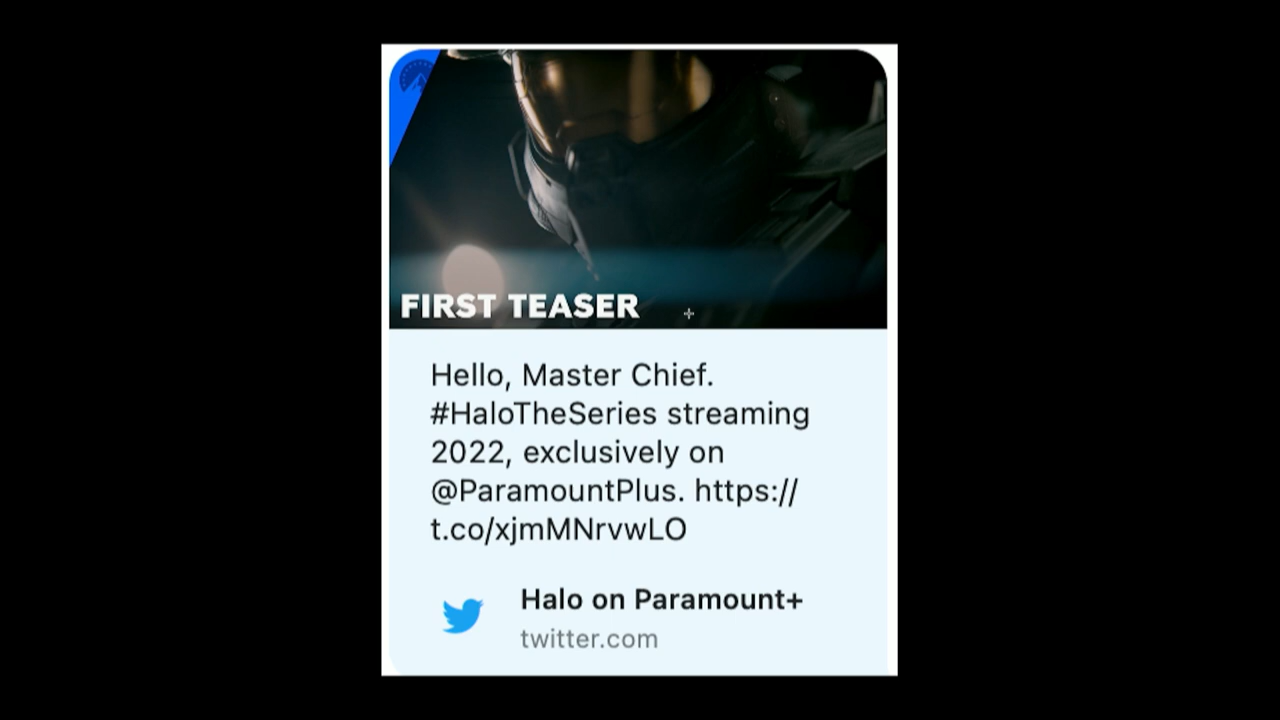 FIRST TEASER
Hello, Master Chief.
#HaloTheSeries streaming
2022, exclusively on
@ParamountPlus. https://
t.co/xjmMNrvwLO
Halo on Paramount+
twitter.com